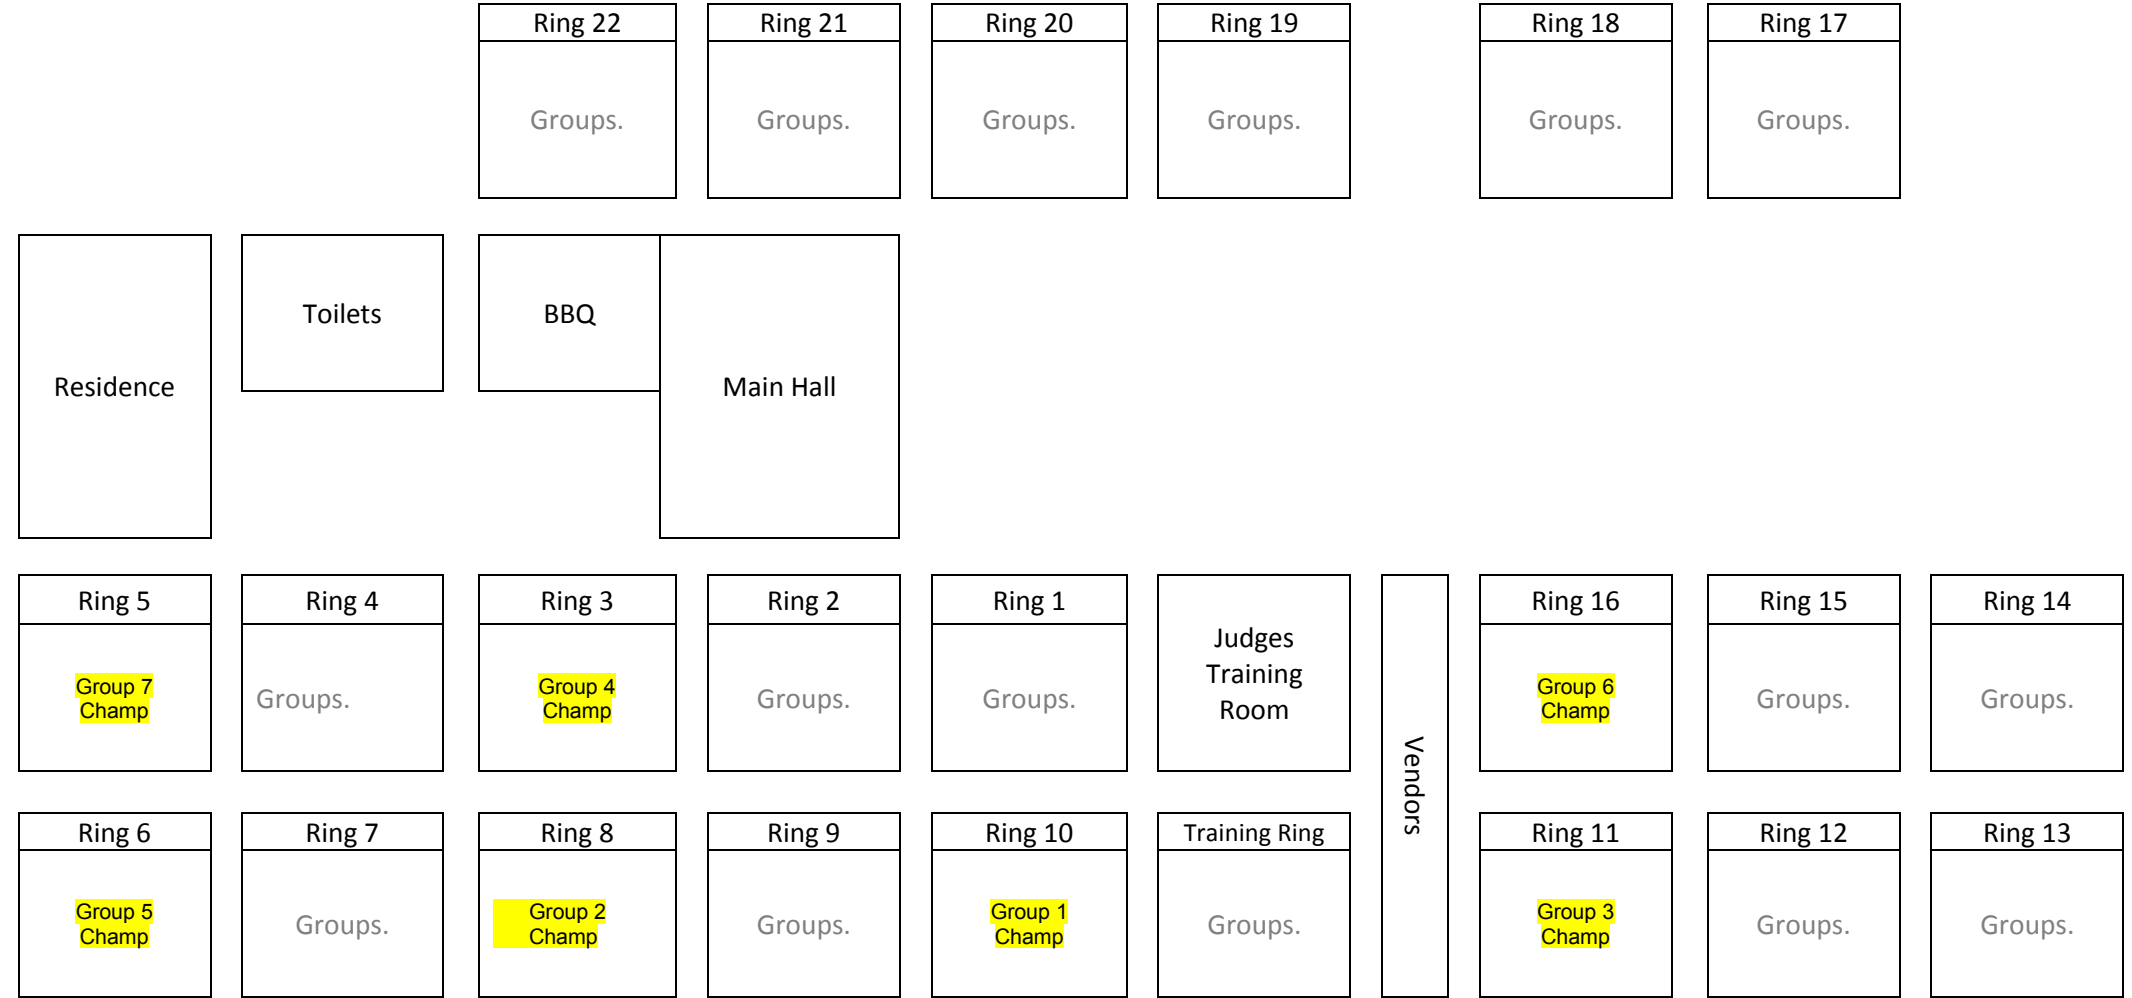 Ring 22
Ring 21
Ring 20
Ring 19
Ring 18
Ring 17
Groups.
Groups.
Groups.
Groups.
Groups.
Groups.
Residence
Toilets
BBQ
Main Hall
Ring 5
Ring 4
Ring 3
Ring 2
Ring 1
Judges
Training
Room
Vendors
Ring 16
Ring 15
Ring 14
Group 7
Champ
Groups.
Group 4
Champ
Groups.
Groups.
Group 6
Champ
Groups.
Groups.
Ring 6
Ring 7
Ring 8
Ring 9
Ring 10
Training Ring
Ring 11
Ring 12
Ring 13
Group 5
Champ
Groups.
Group 2
Champ
Groups.
Group 1
Champ
Groups.
Group 3
Champ
Groups.
Groups.